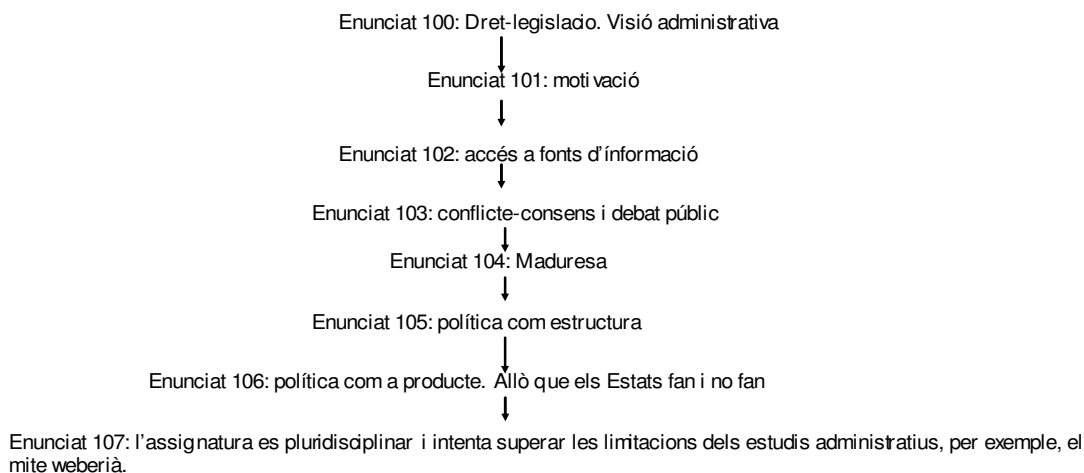 Enunciat 100: Dret-legislacio. Visió administrativa
Enunciat 101: motivació
Enunciat 102: accés a fonts d'ínformació
Enunciat 103: conflicte-consens i debat públic
Enunciat 104: Maduresa
Enunciat 105: política com estructura
Enunciat 106: política com a producte. Allò que els Estats fan i no fan
Enunciat 107: l'assignatura es pluridisciplinar i intenta superar les limitacions dels estudis administratius, per exemple, el
mite weberià.